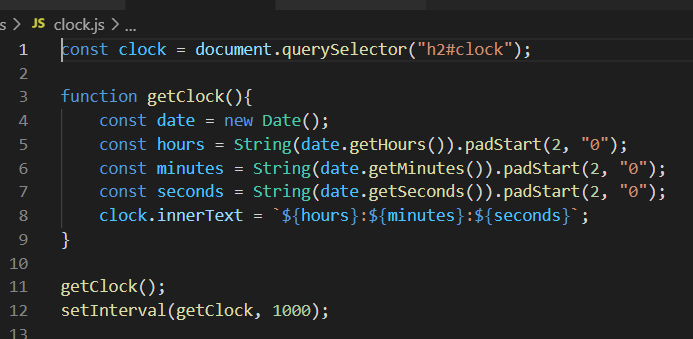 s > JS clock.js > ...
1 const clock = document.querySelector("h2#clock");
2
3 function getClock(){
4     const date = new Date();
5     const hours = String(date.getHours()).padStart(2, "0");
6     const minutes = String(date.getMinutes()).padStart(2, "0");
7     const seconds = String(date.getSeconds()).padStart(2, "0");
8     clock.innerText = `${hours}:${minutes}:${seconds}`;
9 }
10
11 getClock();
12 setInterval(getClock, 1000);
13